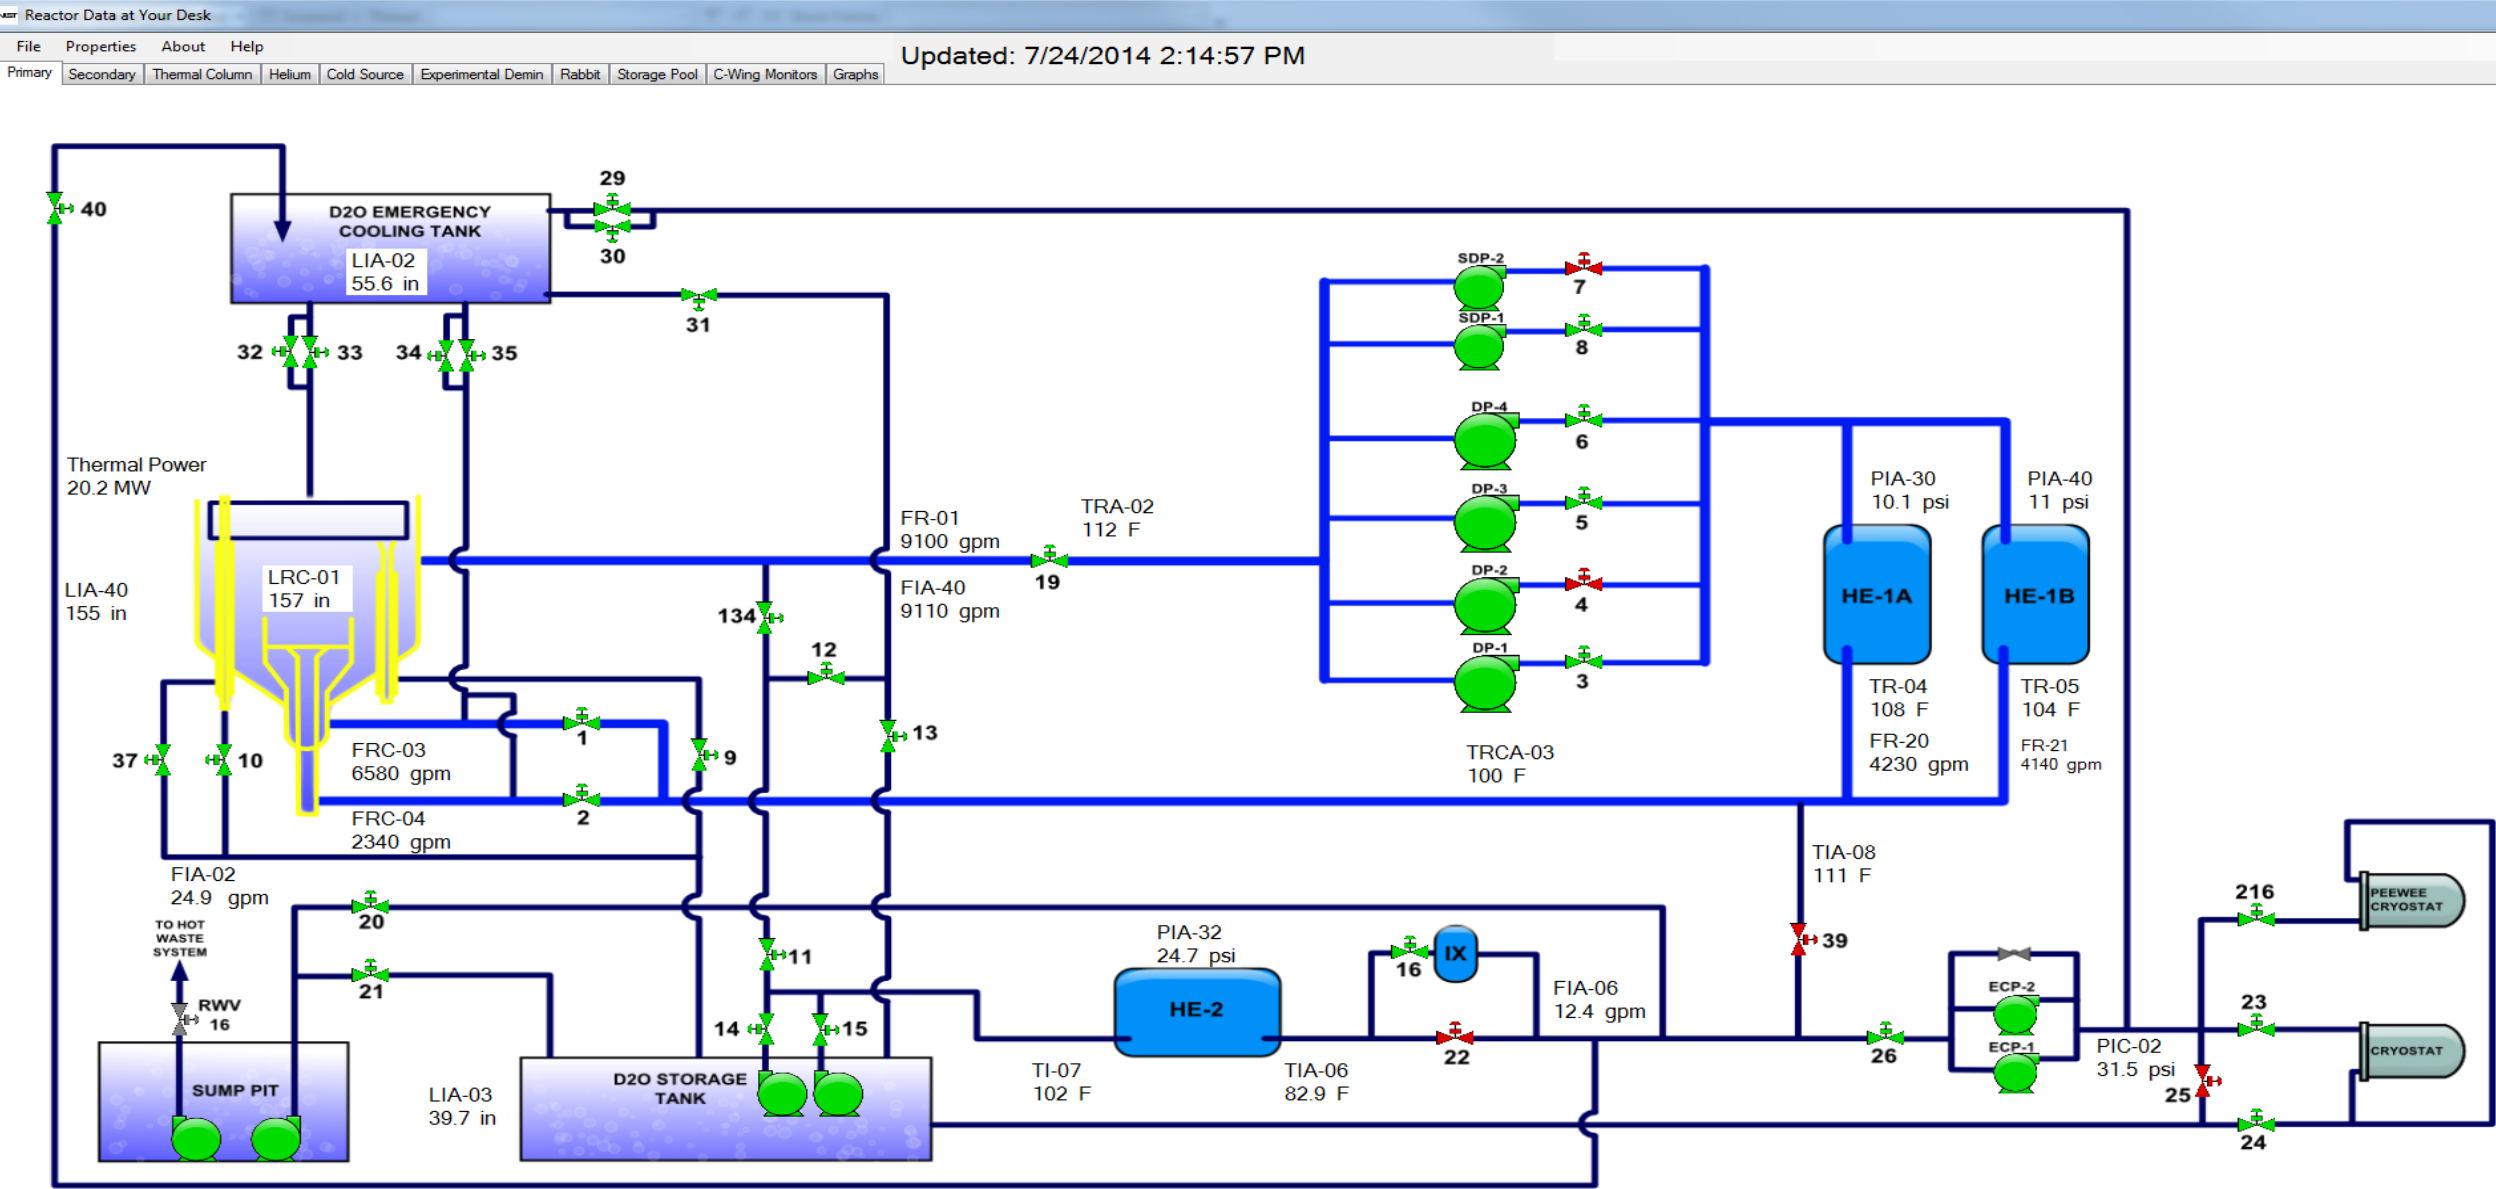 Reactor Data at Your Desk
File Properties About Help
Updated: 7/24/2014 2:14:57 PM
Primary Secondary Thermal Column Helium Cold Source Experimental Demin Rabbit Storage Pool C-Wing Monitors Graphs
40
D2O EMERGENCY
COOLING TANK
LIA-02
55.6 in
29
30
31
32
33
34
35
SDP-2
7
SDP-1
8
DP-4
6
DP-3
5
DP-2
4
DP-1
3
Thermal Power
20.2 MW
LIA-40
155 in
LRC-01
157 in
FR-01
9100 gpm
FIA-40
9110 gpm
TRA-02
112 F
19
134
12
13
PIA-30
10.1 psi
PIA-40
11 psi
HE-1A
HE-1B
TR-04
108 F
FR-20
4230 gpm
TR-05
104 F
FR-21
4140 gpm
TRCA-03
100 F
37
10
1
9
FRC-03
6580 gpm
2
FRC-04
2340 gpm
FIA-02
24.9 gpm
TO HOT
WASTE
SYSTEM
RWV
16
20
21
SUMP PIT
11
14
15
LIA-03
39.7 in
D2O STORAGE
TANK
PIA-32
24.7 psi
HE-2
TI-07
102 F
TIA-06
82.9 F
16
IX
22
FIA-06
12.4 gpm
TIA-08
111 F
39
26
ECP-2
ECP-1
PIC-02
31.5 psi
216
PEEWEE
CRYOSTAT
23
CRYOSTAT
25
24